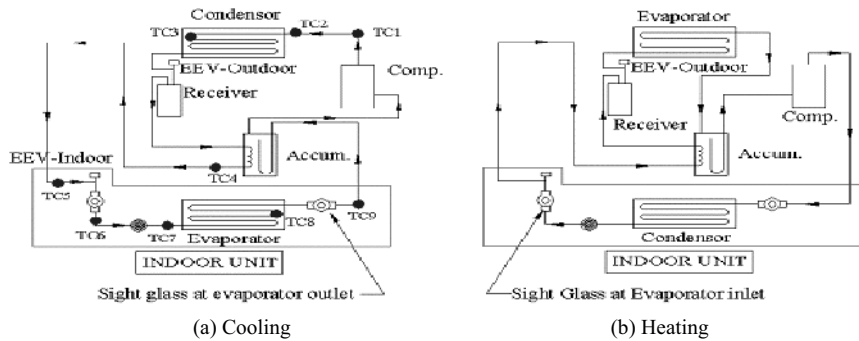 Condensor
TC3
TC2
TC1
EEV-Outdoor
Comp.
Receiver
Accum.
EEV-Indoor
TC4
TC5
TC9
TC8
TC6
TC7
Evaporator
INDOOR UNIT
Sight glass at evaporator outlet
(a) Cooling
Evaporator
EEV-Outdoor
Receiver
Comp.
Accum.
Condensor
INDOOR UNIT
Sight Glass at Evaporator inlet
(b) Heating